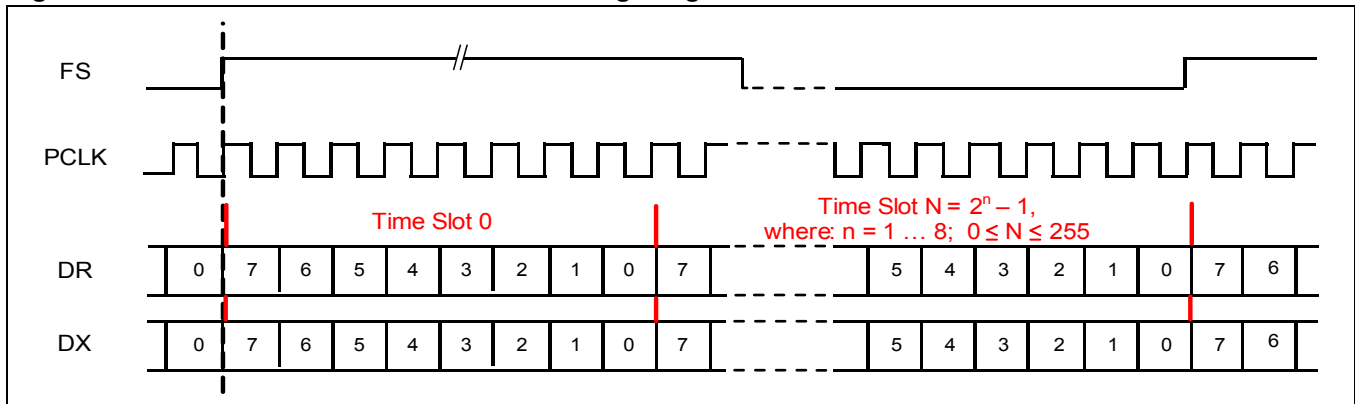 FS
PCLK
Time Slot 0
Time Slot N = 2ⁿ – 1,
where: n = 1 … 8; 0 ≤ N ≤ 255
DR 0 7 6 5 4 3 2 1 0 7 5 4 3 2 1 0 7 6
DX 0 7 6 5 4 3 2 1 0 7 5 4 3 2 1 0 7 6